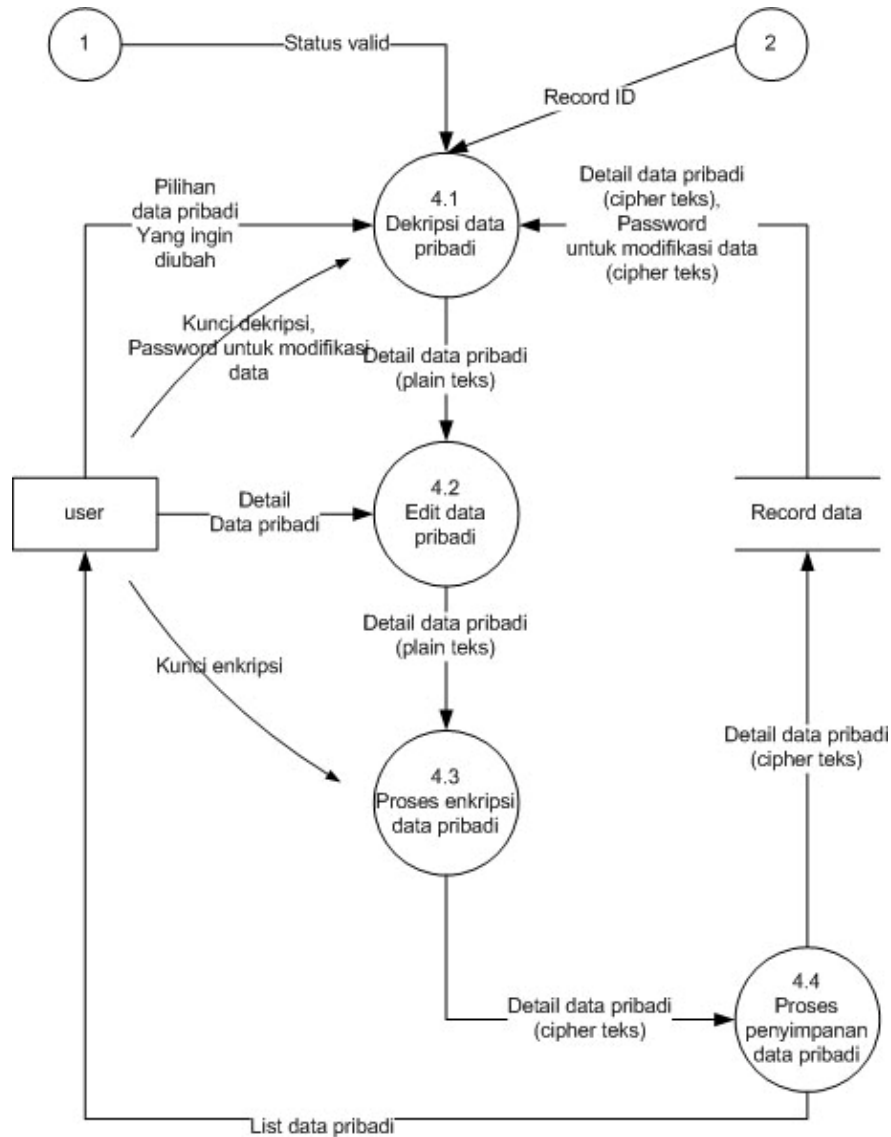 1
Status valid
2
Record ID
4.1
Dekripsi data
pribadi
Pilihan
data pribadi
Yang ingin
diubah
Detail data pribadi
(cipher teks),
Password
untuk modifikasi data
(cipher teks)
Kunci dekripsi,
Password untuk modifikasi
data
Detail data pribadi
(plain teks)
user
Detail
Data pribadi
4.2
Edit data
pribadi
Record data
Detail data pribadi
(plain teks)
Kunci enkripsi
4.3
Proses enkripsi
data pribadi
Detail data pribadi
(cipher teks)
Detail data pribadi
(cipher teks)
4.4
Proses
penyimpanan
data pribadi
List data pribadi